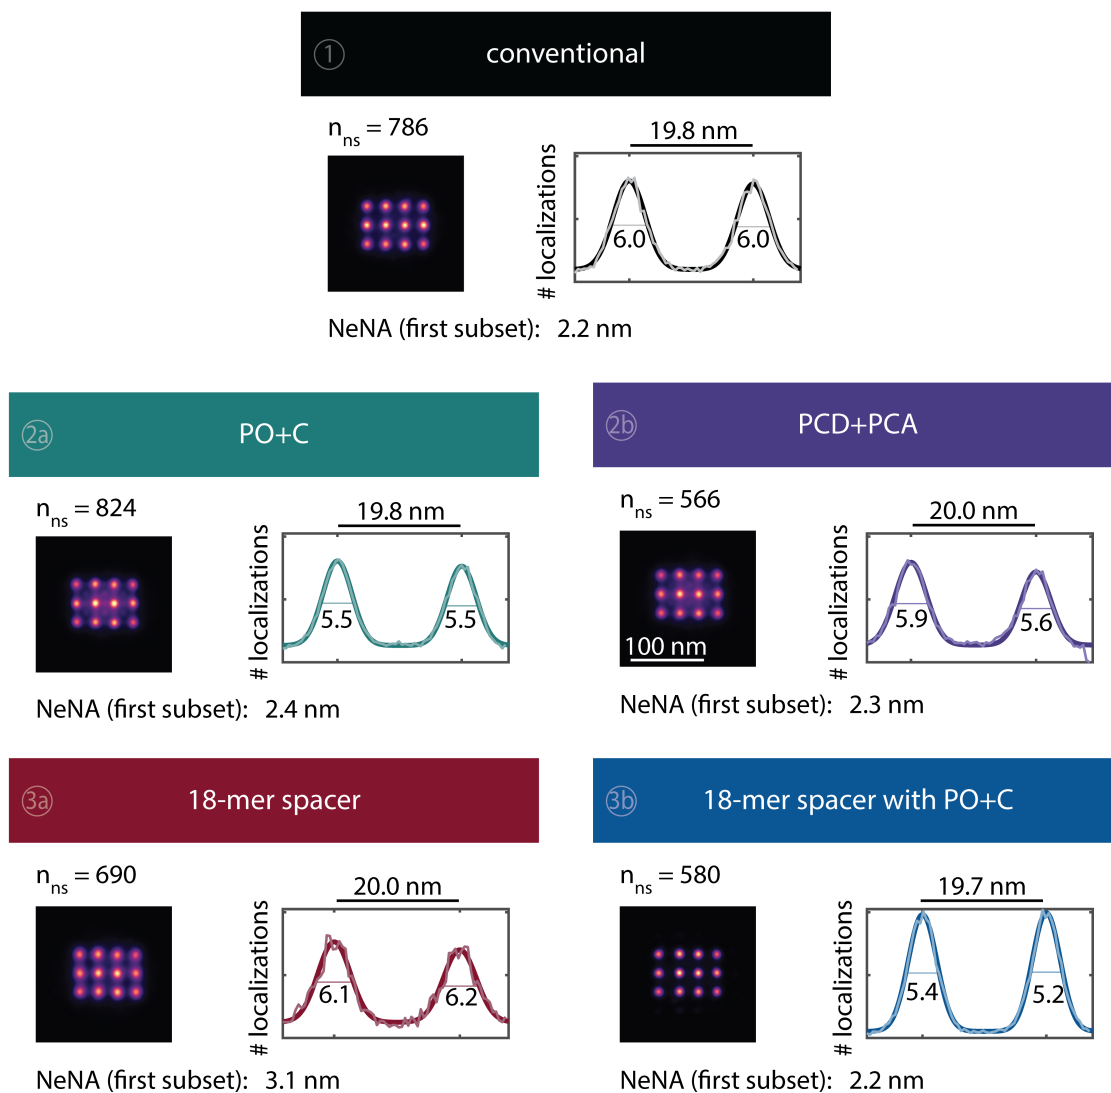 1 conventional
n_ns = 786
19.8 nm
# localizations
6.0 6.0
NeNA (first subset): 2.2 nm
2a PO+C
n_ns = 824
19.8 nm
# localizations
5.5 5.5
NeNA (first subset): 2.4 nm
2b PCD+PCA
n_ns = 566
100 nm
20.0 nm
# localizations
5.9 5.6
NeNA (first subset): 2.3 nm
3a 18-mer spacer
n_ns = 690
20.0 nm
# localizations
6.1 6.2
NeNA (first subset): 3.1 nm
3b 18-mer spacer with PO+C
n_ns = 580
19.7 nm
# localizations
5.4 5.2
NeNA (first subset): 2.2 nm